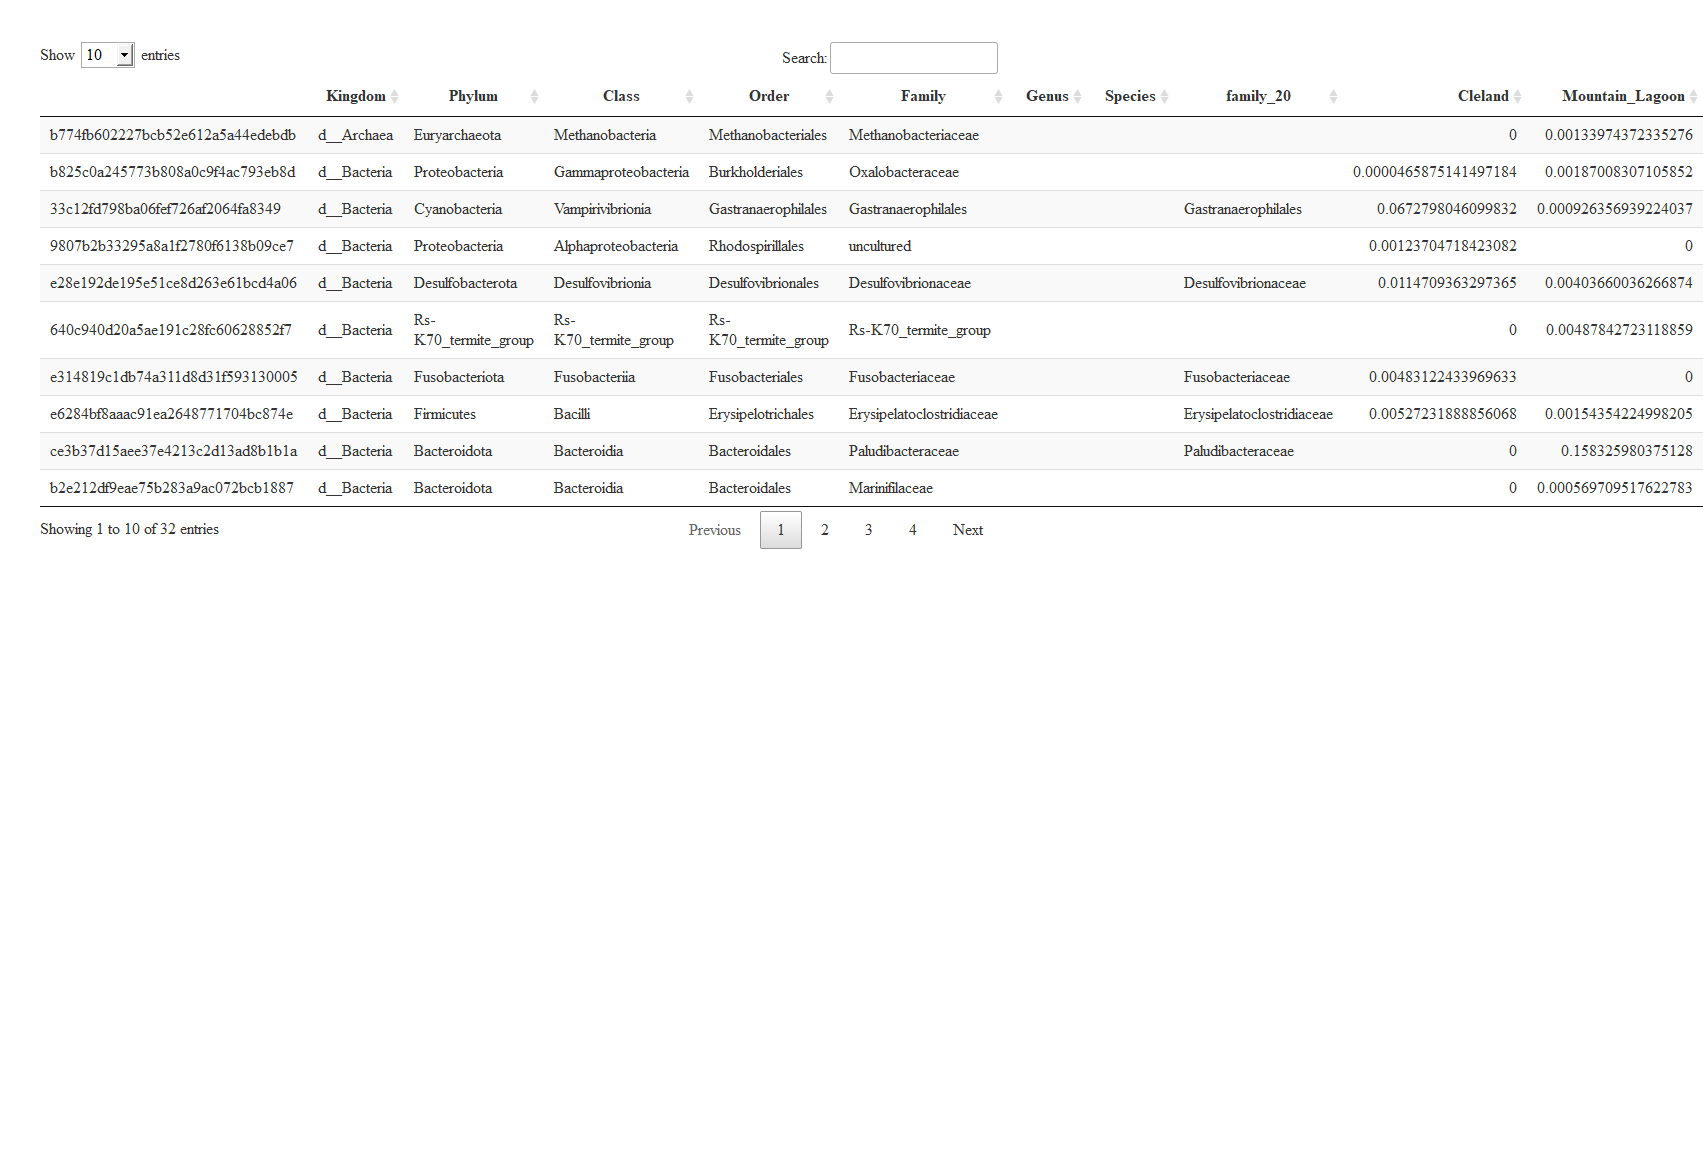 Show 10 entries Search:
Kingdom Phylum Class Order Family Genus Species family_20 Cleland Mountain_Lagoon
b774fb602227bcb52e612a5a44edebdb d__Archaea Euryarchaeota Methanobacteria Methanobacteriales Methanobacteriaceae 0 0.00133974372335276
b825c0a245773b808a0c9f4ac793eb8d d__Bacteria Proteobacteria Gammaproteobacteria Burkholderiales Oxalobacteraceae 0.0000465875141497184 0.00187008307105852
33c12fd798ba06fef726af2064fa8349 d__Bacteria Cyanobacteria Vampirivibrionia Gastranaerophilales Gastranaerophilales Gastranaerophilales 0.0672798046099832 0.000926356939224037
9807b2b33295a8a1f2780f6138b09ce7 d__Bacteria Proteobacteria Alphaproteobacteria Rhodospirillales uncultured 0.00123704718423082 0
e28e192de195e51ce8d263e61bcd4a06 d__Bacteria Desulfobacterota Desulfovibrionia Desulfovibrionales Desulfovibrionaceae Desulfovibrionaceae 0.0114709363297365 0.00403660036266874
640c940d20a5ae191c28fc60628852f7 d__Bacteria Rs-K70_termite_group Rs-K70_termite_group Rs-K70_termite_group Rs-K70_termite_group 0 0.00487842723118859
e314819c1db74a311d8d31f593130005 d__Bacteria Fusobacteriota Fusobacteriia Fusobacteriales Fusobacteriaceae Fusobacteriaceae 0.00483122433969633 0
e6284bf8aaac91ea2648771704bc874e d__Bacteria Firmicutes Bacilli Erysipelotrichales Erysipelatoclostridiaceae Erysipelatoclostridiaceae 0.00527231888856068 0.00154354224998205
ce3b37d15aee37e4213c2d13ad8b1b1a d__Bacteria Bacteroidota Bacteroidia Bacteroidales Paludibacteraceae Paludibacteraceae 0 0.158325980375128
b2e212df9eae75b283a9ac072bcb1887 d__Bacteria Bacteroidota Bacteroidia Bacteroidales Marinifilaceae 0 0.000569709517622783
Showing 1 to 10 of 32 entries Previous 1 2 3 4 Next